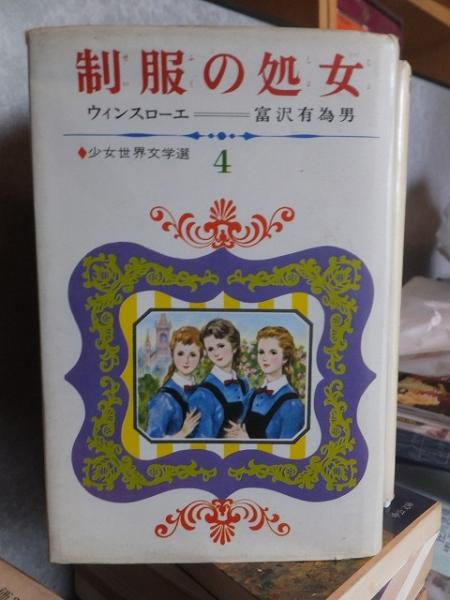 制服の処女
ウィンスローエ＝富沢有為男
♦少女世界文学選 4